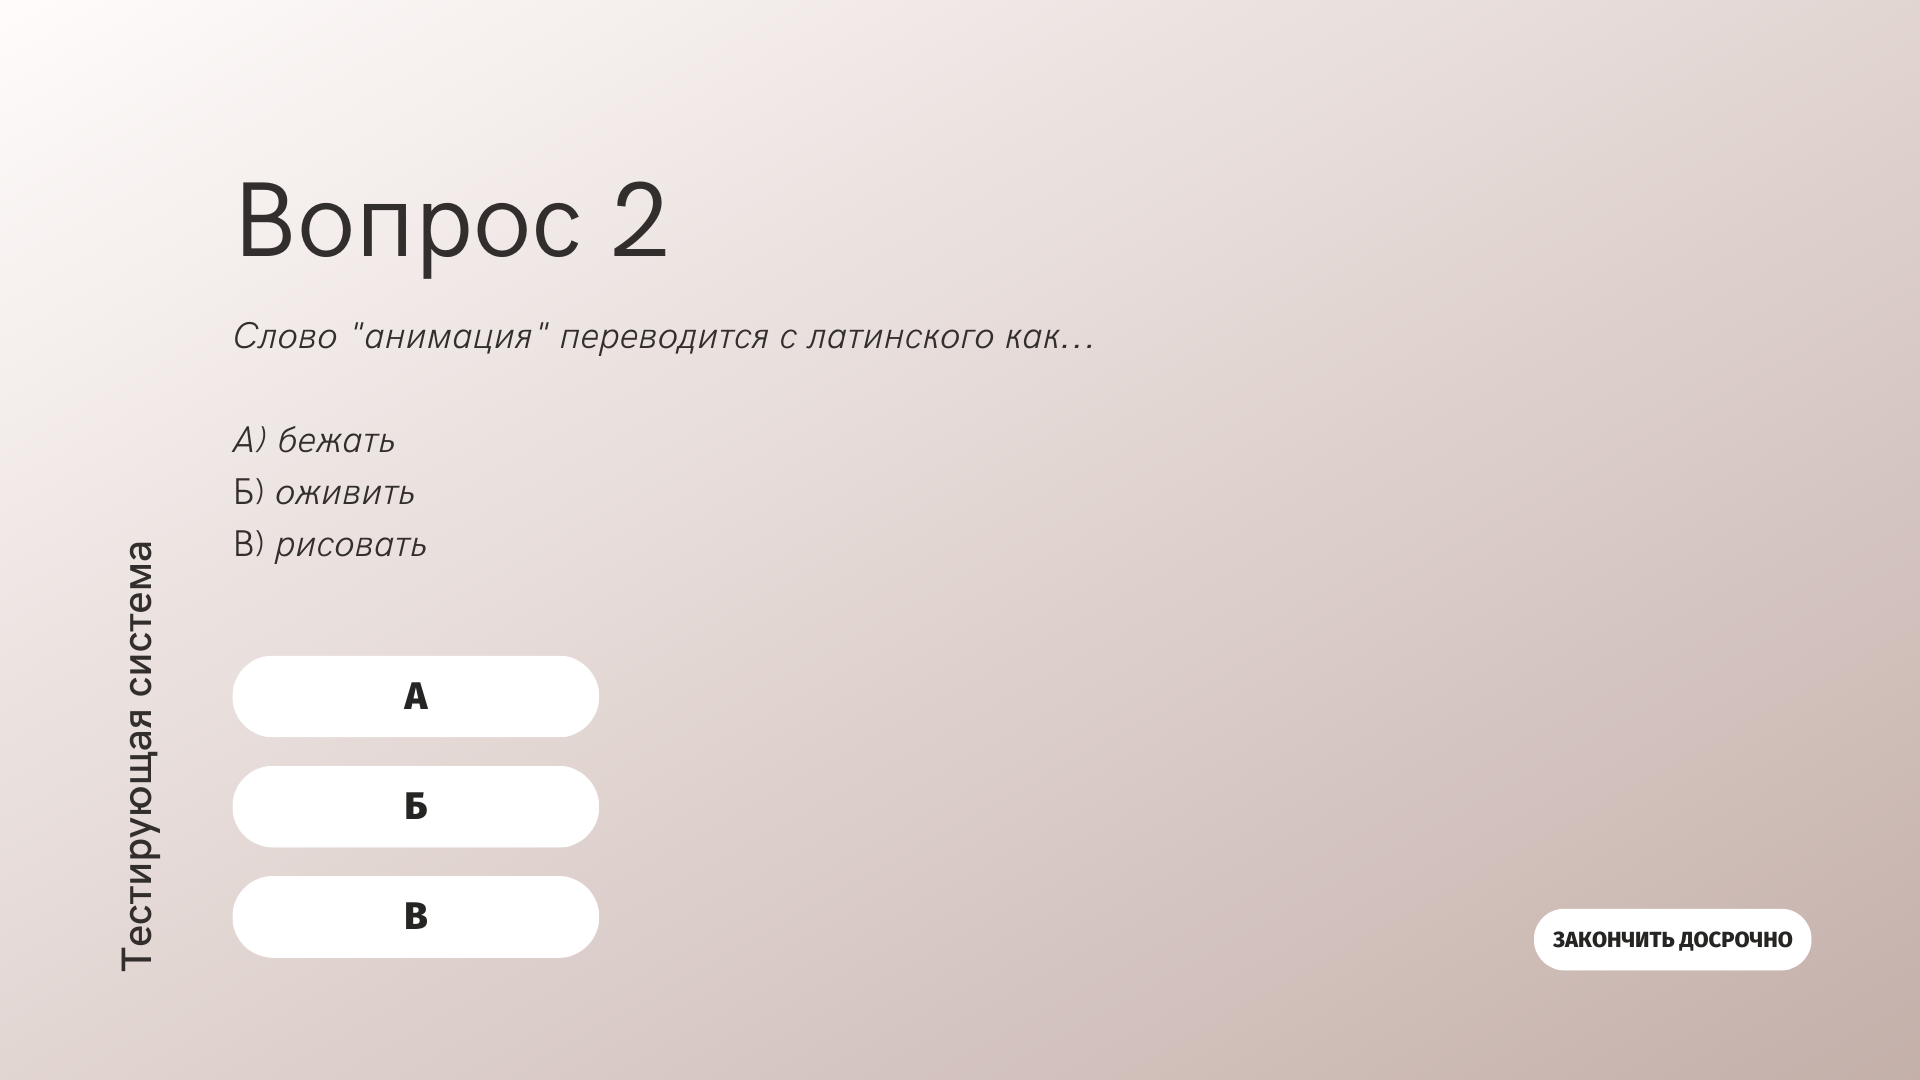 Вопрос 2
Слово "анимация" переводится с латинского как...
А) бежать
Б) оживить
В) рисовать
Тестирующая система
А
Б
В
ЗАКОНЧИТЬ ДОСРОЧНО